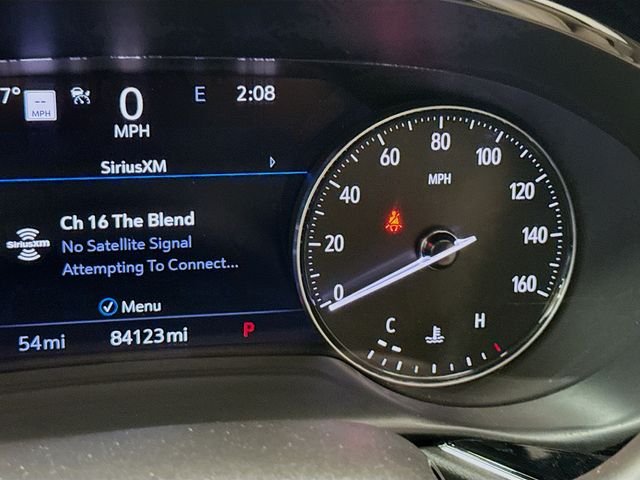 7° -- MPH 0 MPH E 2:08
SiriusXM
Ch 16 The Blend
SiriusXM No Satellite Signal
Attempting To Connect...
Menu
54mi 84123mi P
0 20 40 60 80 100 120 140 160
MPH
C H